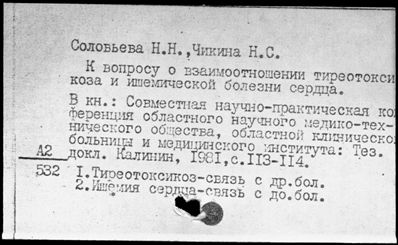 Соловьева Н.Н.,Чикина Н.С.
К вопросу о взаимоотношении тиреотокси
коза и ишемической болезни сердца.
В кн.: Совместная научно-практическая ко
ференция областного научного медико-тех-
нического общества, областной клиническо
больницы и медицинского института: Тез.
А2 докл. Калинин, 1981,с.113-114.
532 1.Тиреотоксикоз-связь с др.бол.
2.Ишемия сердца-связь с до.бол.